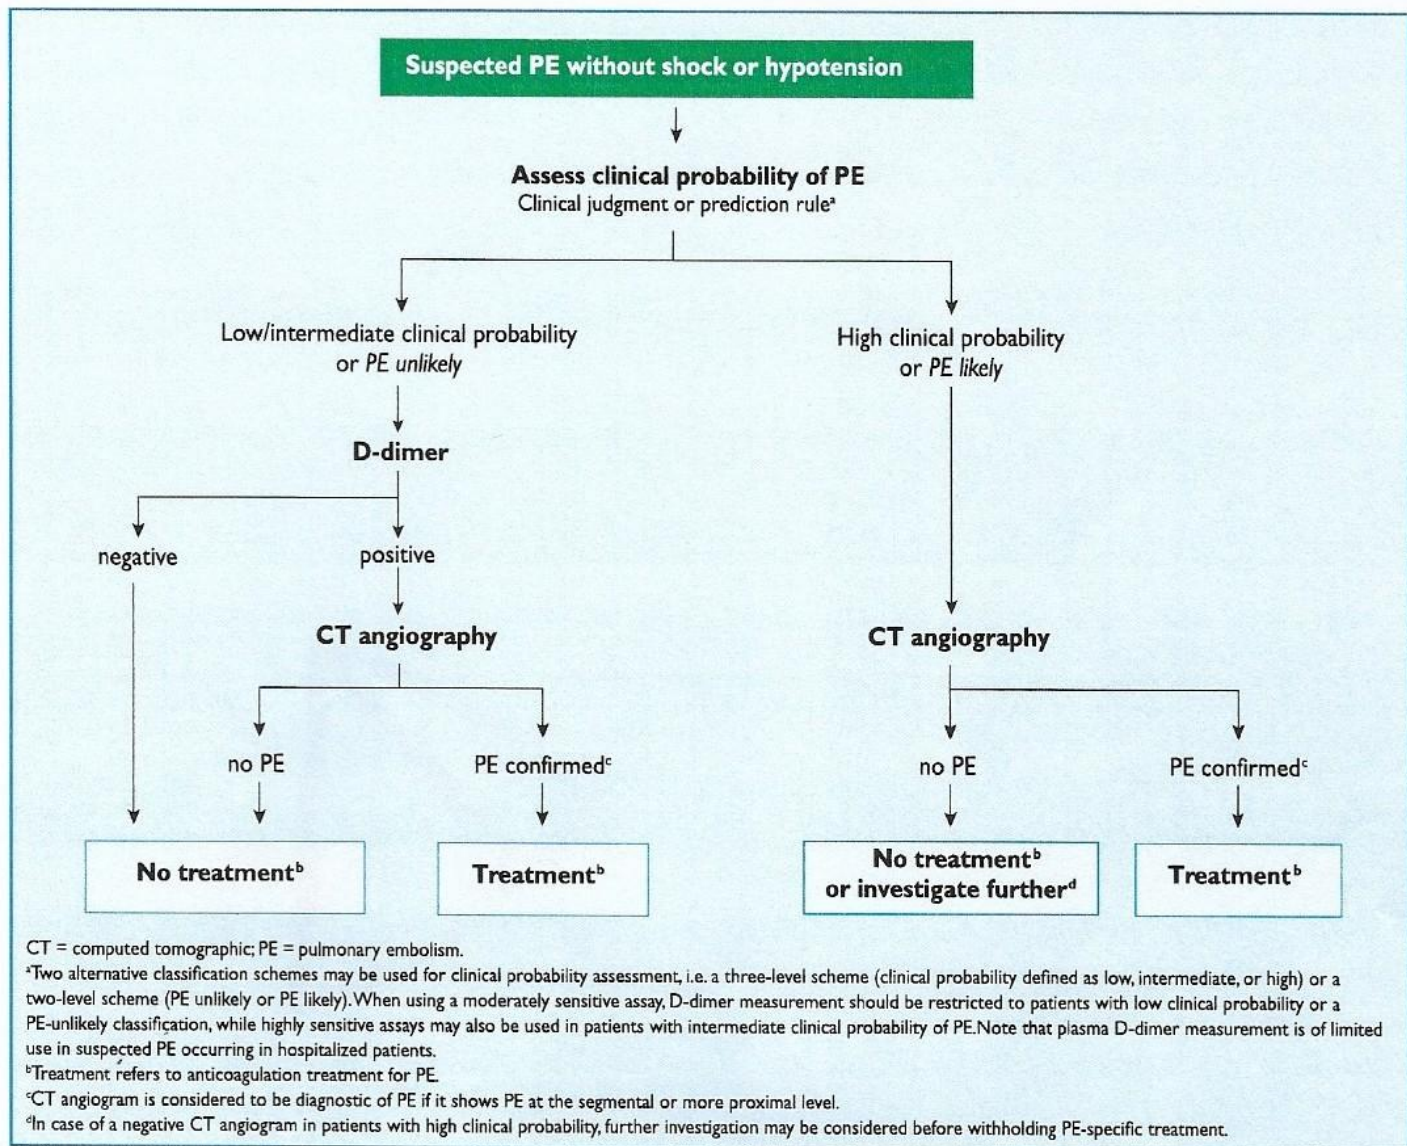 Suspected PE without shock or hypotension
Assess clinical probability of PE
Clinical judgment or prediction ruleᵃ
Low/intermediate clinical probability
or PE unlikely
High clinical probability
or PE likely
D-dimer
negative
positive
CT angiography
CT angiography
no PE
PE confirmedᶜ
no PE
PE confirmedᶜ
No treatmentᵇ
Treatmentᵇ
No treatmentᵇ
or investigate furtherᵈ
Treatmentᵇ
CT = computed tomographic; PE = pulmonary embolism.
ᵃTwo alternative classification schemes may be used for clinical probability assessment, i.e. a three-level scheme (clinical probability defined as low, intermediate, or high) or a
two-level scheme (PE unlikely or PE likely). When using a moderately sensitive assay, D-dimer measurement should be restricted to patients with low clinical probability or a
PE-unlikely classification, while highly sensitive assays may also be used in patients with intermediate clinical probability of PE. Note that plasma D-dimer measurement is of limited
use in suspected PE occurring in hospitalized patients.
ᵇTreatment refers to anticoagulation treatment for PE.
ᶜCT angiogram is considered to be diagnostic of PE if it shows PE at the segmental or more proximal level.
ᵈIn case of a negative CT angiogram in patients with high clinical probability, further investigation may be considered before withholding PE-specific treatment.